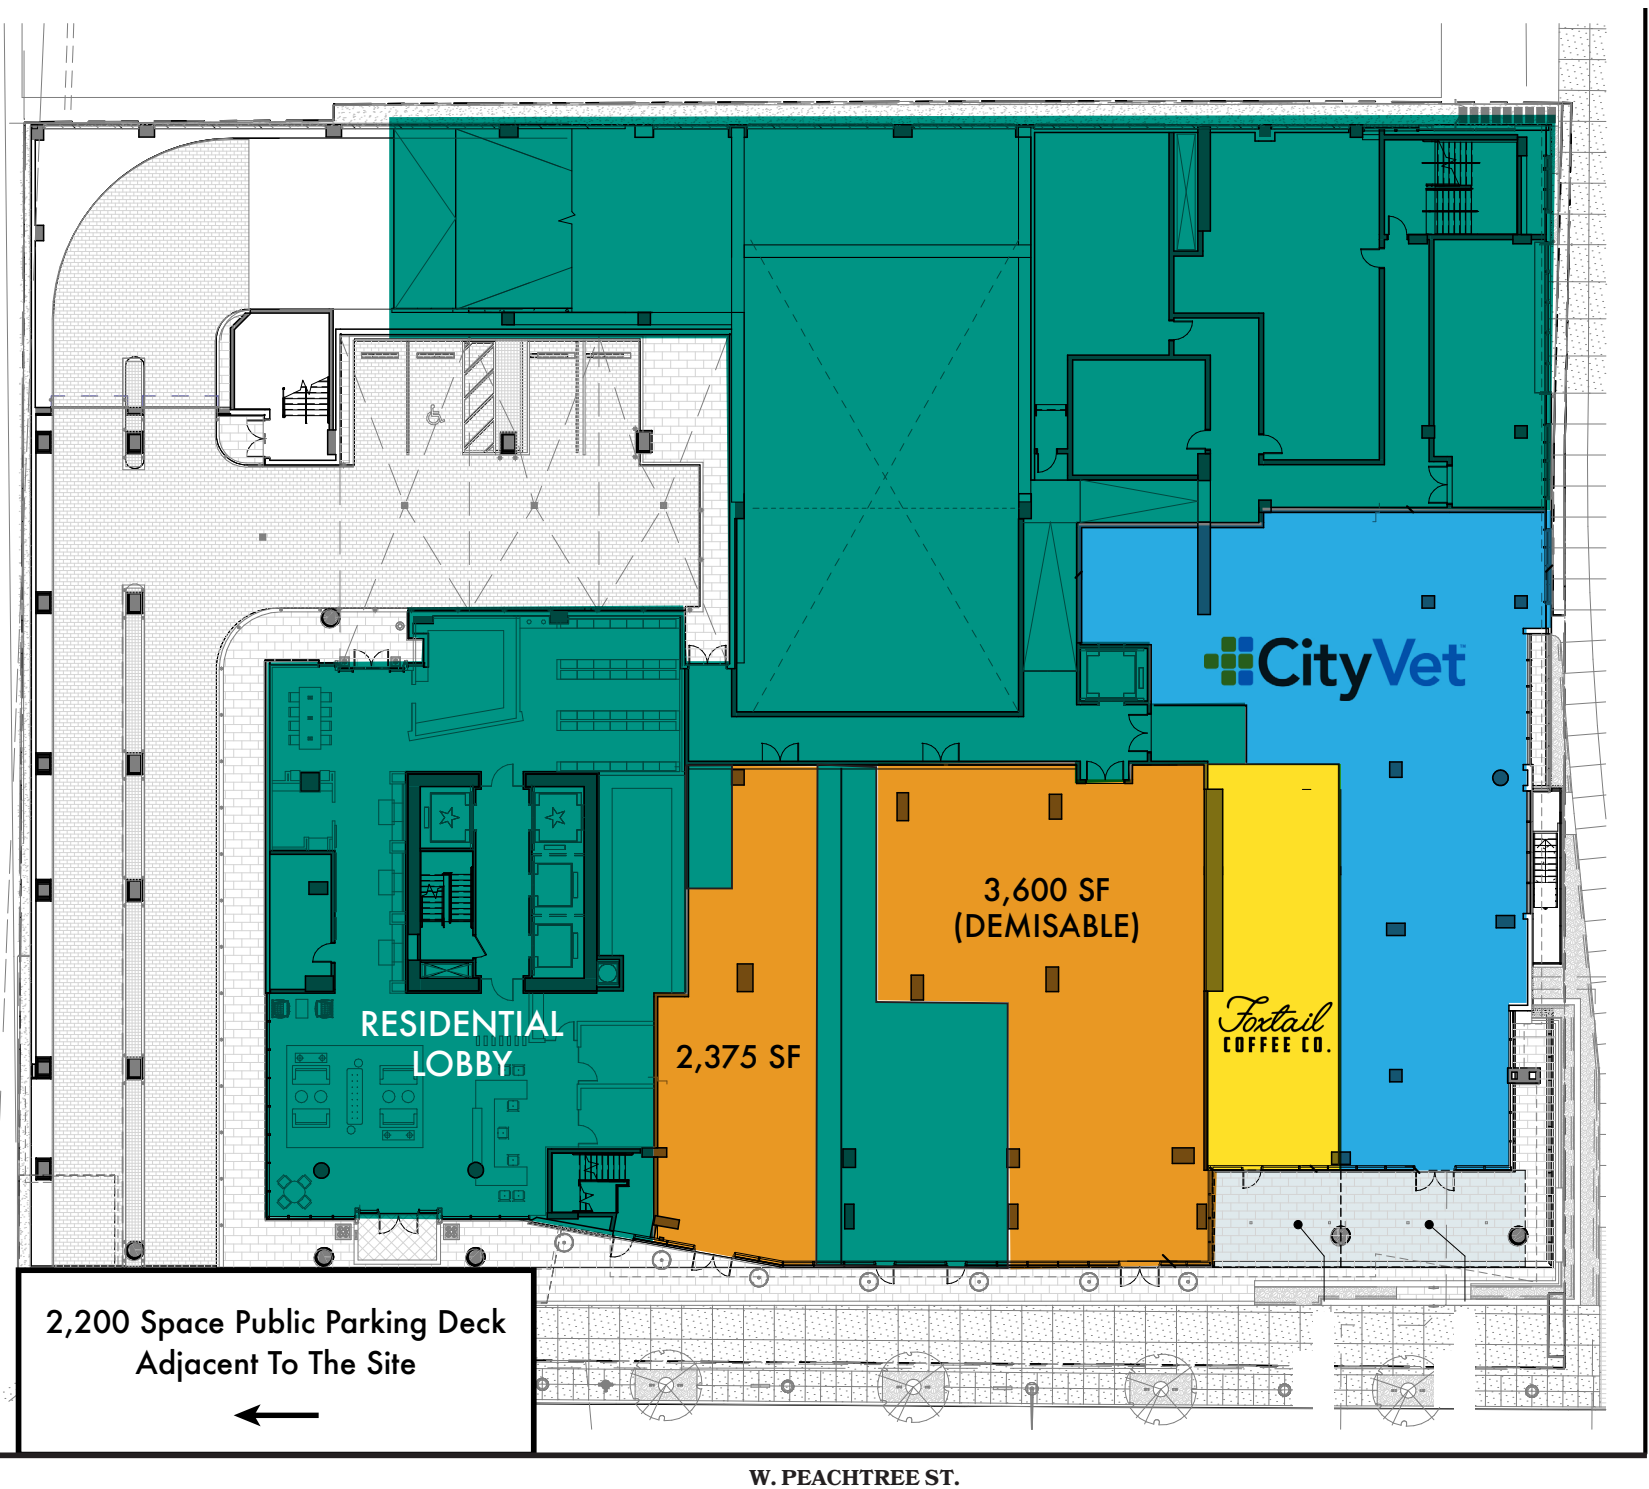 CityVet
3,600 SF
(DEMISABLE)
Foxtail
COFFEE CO.
RESIDENTIAL
LOBBY
2,375 SF
2,200 Space Public Parking Deck
Adjacent To The Site
W. PEACHTREE ST.